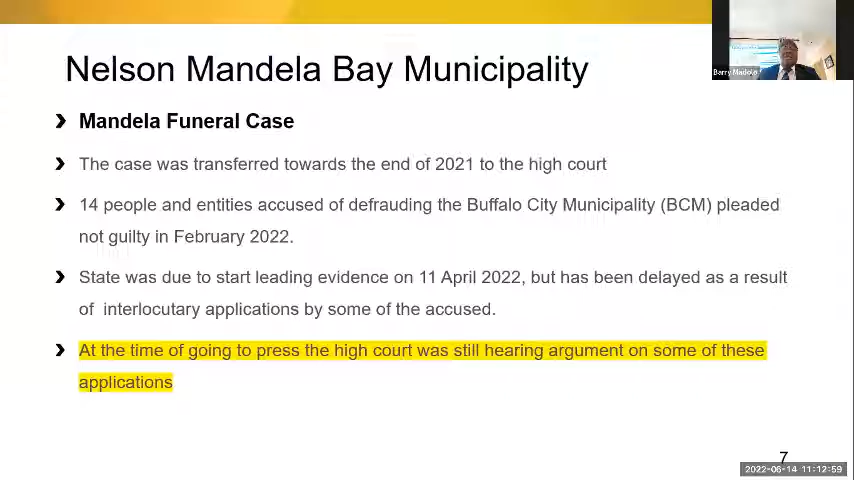 Nelson Mandela Bay Municipality
Barry Madolo
Mandela Funeral Case
The case was transferred towards the end of 2021 to the high court
14 people and entities accused of defrauding the Buffalo City Municipality (BCM) pleaded
not guilty in February 2022.
State was due to start leading evidence on 11 April 2022, but has been delayed as a result
of interlocutary applications by some of the accused.
At the time of going to press the high court was still hearing argument on some of these
applications
7
2022-06-14 11:12:59